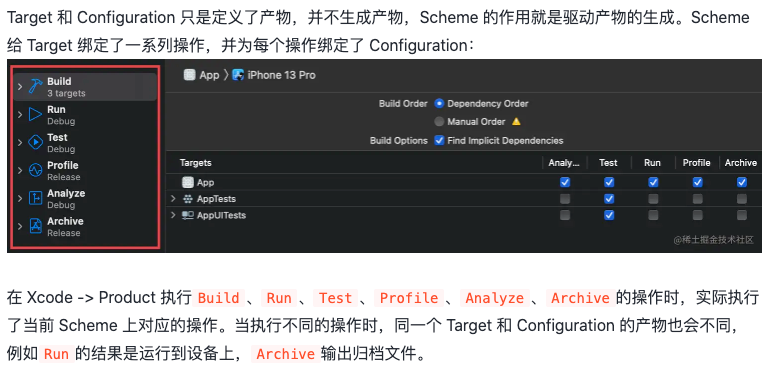 Target 和 Configuration 只是定义了产物，并不生成产物，Scheme 的作用就是驱动产物的生成。Scheme
给 Target 绑定了一系列操作，并为每个操作绑定了 Configuration：
Build
3 targets
Run
Debug
Test
Debug
Profile
Release
Analyze
Debug
Archive
Release
App 〉 iPhone 13 Pro
Build Order Dependency Order
Manual Order
Build Options Find Implicit Dependencies
Targets Analy... Test Run Profile Archive
App
AppTests
AppUITests
@稀土掘金技术社区
在 Xcode -> Product 执行 Build 、 Run 、 Test 、 Profile 、 Analyze 、 Archive 的操作时，实际执行
了当前 Scheme 上对应的操作。当执行不同的操作时，同一个 Target 和 Configuration 的产物也会不同，
例如 Run 的结果是运行到设备上， Archive 输出归档文件。